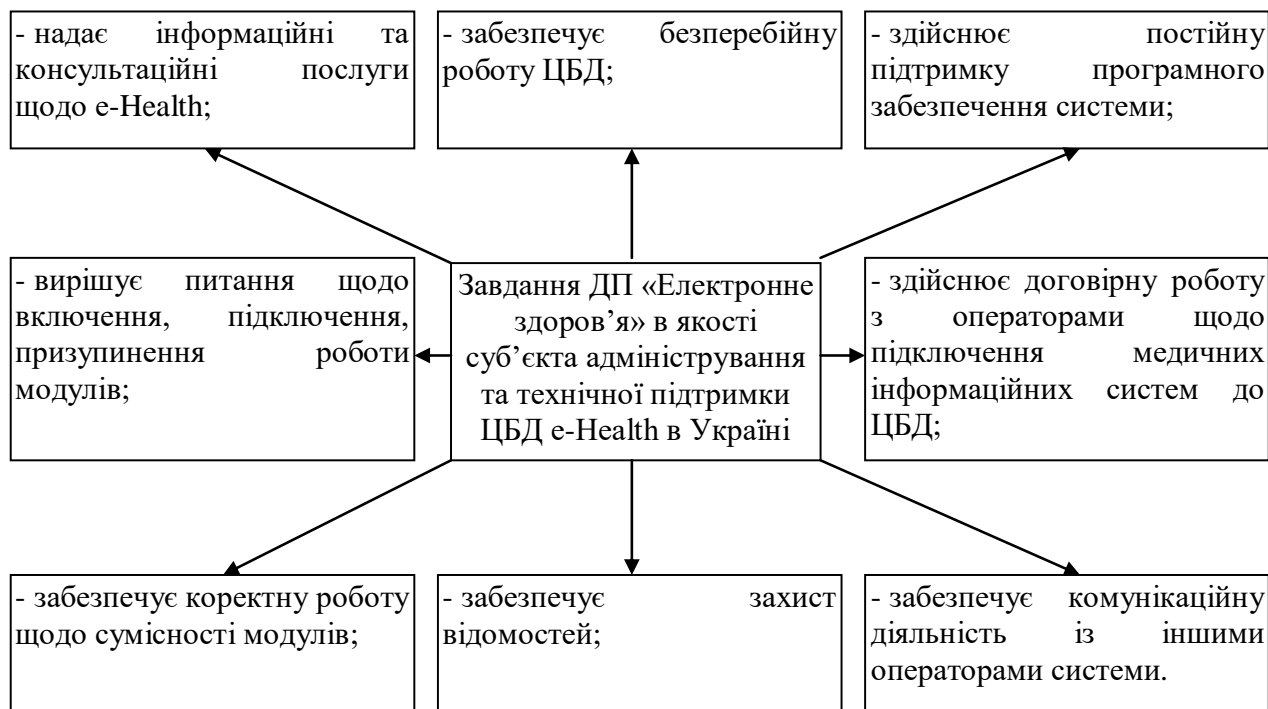 - надає інформаційні та
консультаційні послуги
щодо e-Health;
- забезпечує безперебійну
роботу ЦБД;
- здійснює постійну
підтримку програмного
забезпечення системи;
- вирішує питання щодо
включення, підключення,
призупинення роботи
модулів;
Завдання ДП «Електронне
здоров’я» в якості
суб’єкта адміністрування
та технічної підтримки
ЦБД e-Health в Україні
- здійснює договірну роботу
з операторами щодо
підключення медичних
інформаційних систем до
ЦБД;
- забезпечує коректну роботу
щодо сумісності модулів;
- забезпечує захист
відомостей;
- забезпечує комунікаційну
діяльність із іншими
операторами системи.